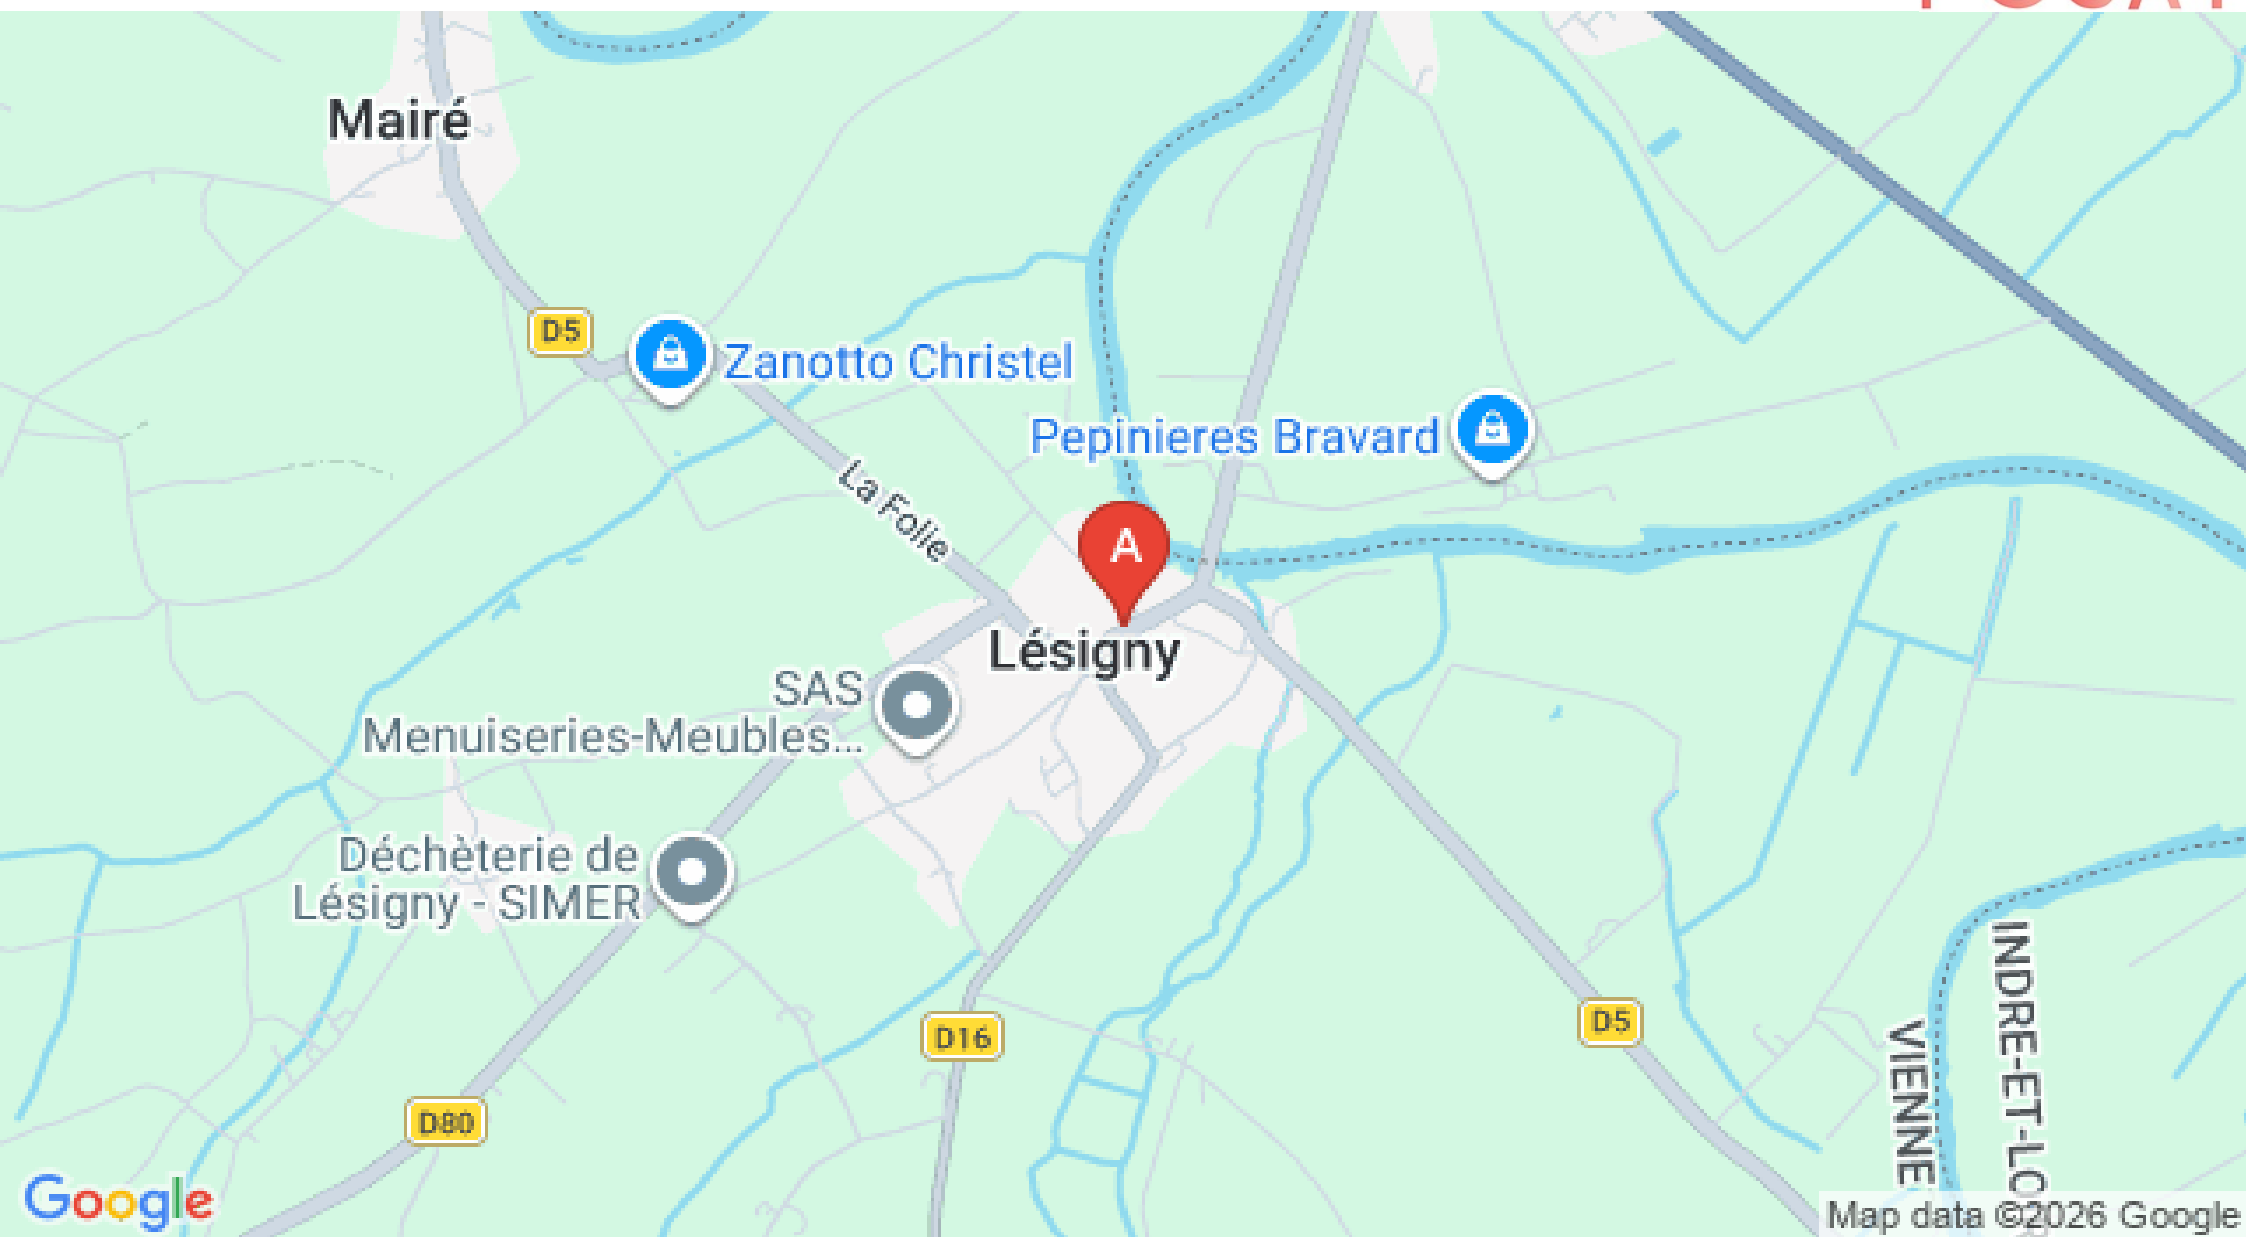 Mairé
D5
Zanotto Christel
Pepinieres Bravard
La Folie
A
Lésigny
SAS
Menuiseries-Meubles...
Déchèterie de
Lésigny - SIMER
D16
D5
D80
VIENNE
INDRE-ET-LO
Google
Map data ©2026 Google